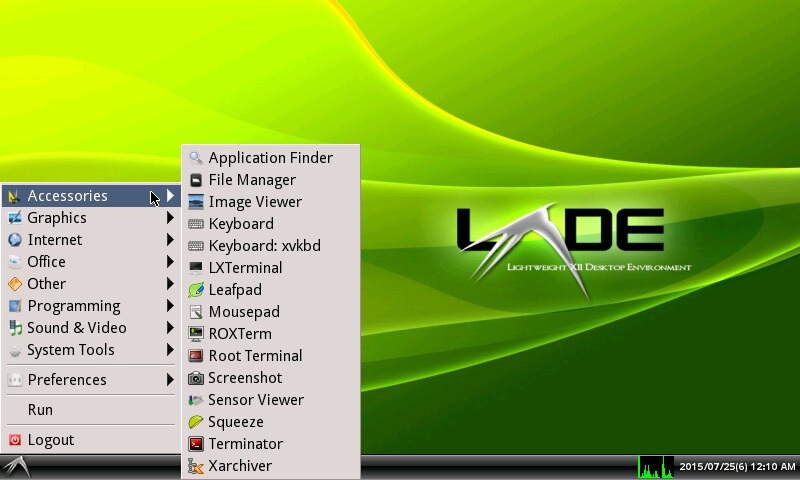 Accessories
Graphics
Internet
Office
Other
Programming
Sound & Video
System Tools
Preferences
Run
Logout
Application Finder
File Manager
Image Viewer
Keyboard
Keyboard: xvkbd
LXTerminal
Leafpad
Mousepad
ROXTerm
Root Terminal
Screenshot
Sensor Viewer
Squeeze
Terminator
Xarchiver
LXDE
Lightweight X11 Desktop Environment
2015/07/25(6) 12:10 AM